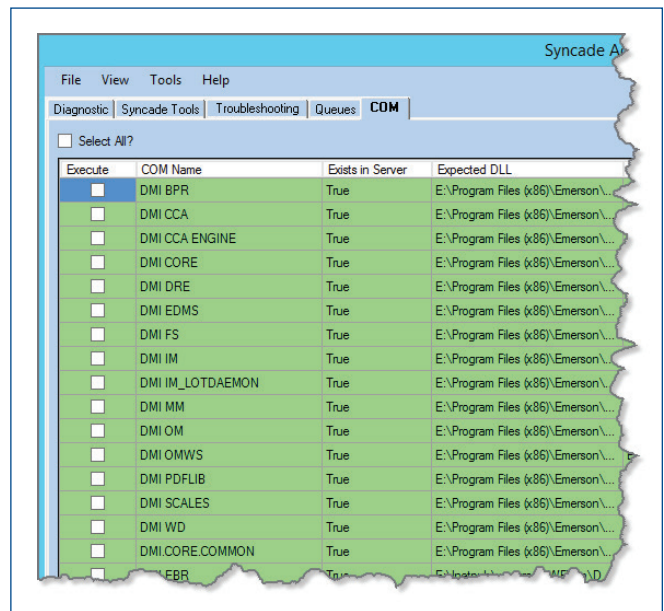 Syncade A
File View Tools Help
Diagnostic Syncade Tools Troubleshooting Queues COM
Select All?
Execute COM Name Exists in Server Expected DLL
DMI BPR True E:\Program Files (x86)\Emerson\...
DMI CCA True E:\Program Files (x86)\Emerson\...
DMI CCA ENGINE True E:\Program Files (x86)\Emerson\...
DMI CORE True E:\Program Files (x86)\Emerson\...
DMI DRE True E:\Program Files (x86)\Emerson\...
DMI EDMS True E:\Program Files (x86)\Emerson\...
DMI FS True E:\Program Files (x86)\Emerson\...
DMI IM True E:\Program Files (x86)\Emerson\...
DMI IM_LOTDAEMON True E:\Program Files (x86)\Emerson\.
DMI MM True E:\Program Files (x86)\Emerson\...
DMI OM True E:\Program Files (x86)\Emerson\...
DMI OMWS True E:\Program Files (x86)\Emerson\...
DMI PDFLIB True E:\Program Files (x86)\Emerson\...
DMI SCALES True E:\Program Files (x86)\Emerson\...
DMI WD True E:\Program Files (x86)\Emerson\...
DMI.CORE.COMMON True E:\Program Files (x86)\Emerson\...
EBR